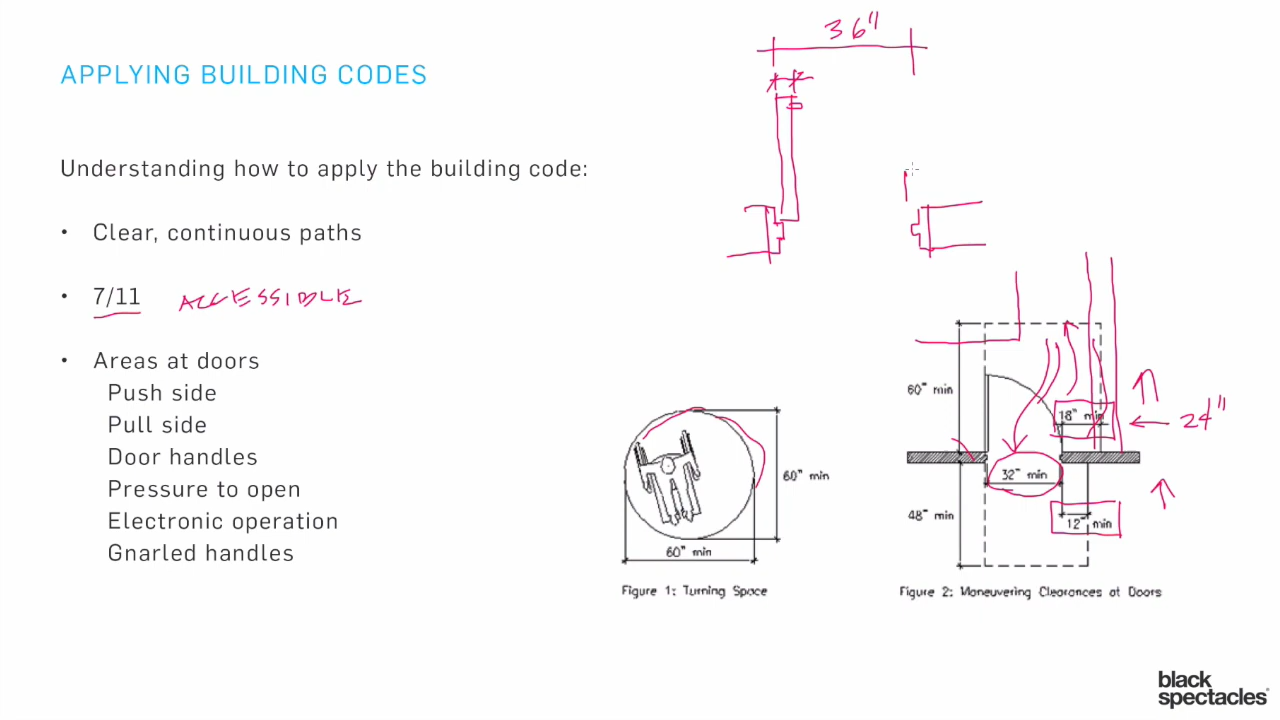 36"
APPLYING BUILDING CODES
Understanding how to apply the building code:
• Clear, continuous paths
• 7/11 ACCESSIBLE
• Areas at doors
Push side
Pull side
Door handles
Pressure to open
Electronic operation
Gnarled handles
60" min
60" min
Figure 1: Turning Space
60" min
18" min
24"
32" min
48" min
12" min
Figure 2: Maneuvering Clearances at Doors
black
spectacles